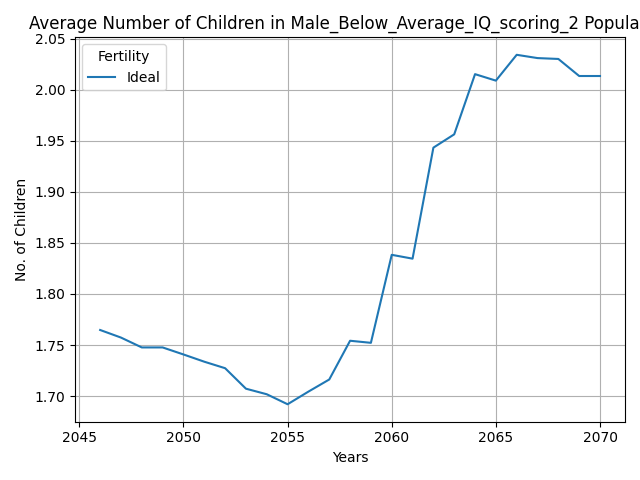 Average Number of Children in Male_Below_Average_IQ_scoring_2 Popula
Fertility
Ideal
No. of Children
2.05
2.00
1.95
1.90
1.85
1.80
1.75
1.70
2045 2050 2055 2060 2065 2070
Years